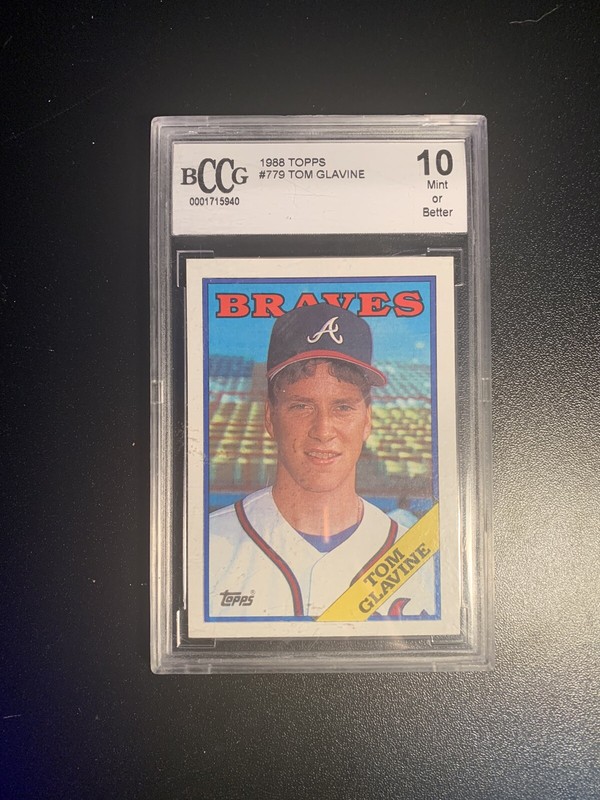 BCCG
0001715940
1988 TOPPS
#779 TOM GLAVINE
10
Mint
or
Better
BRAVES
A
TOM
GLAVINE
Topps®